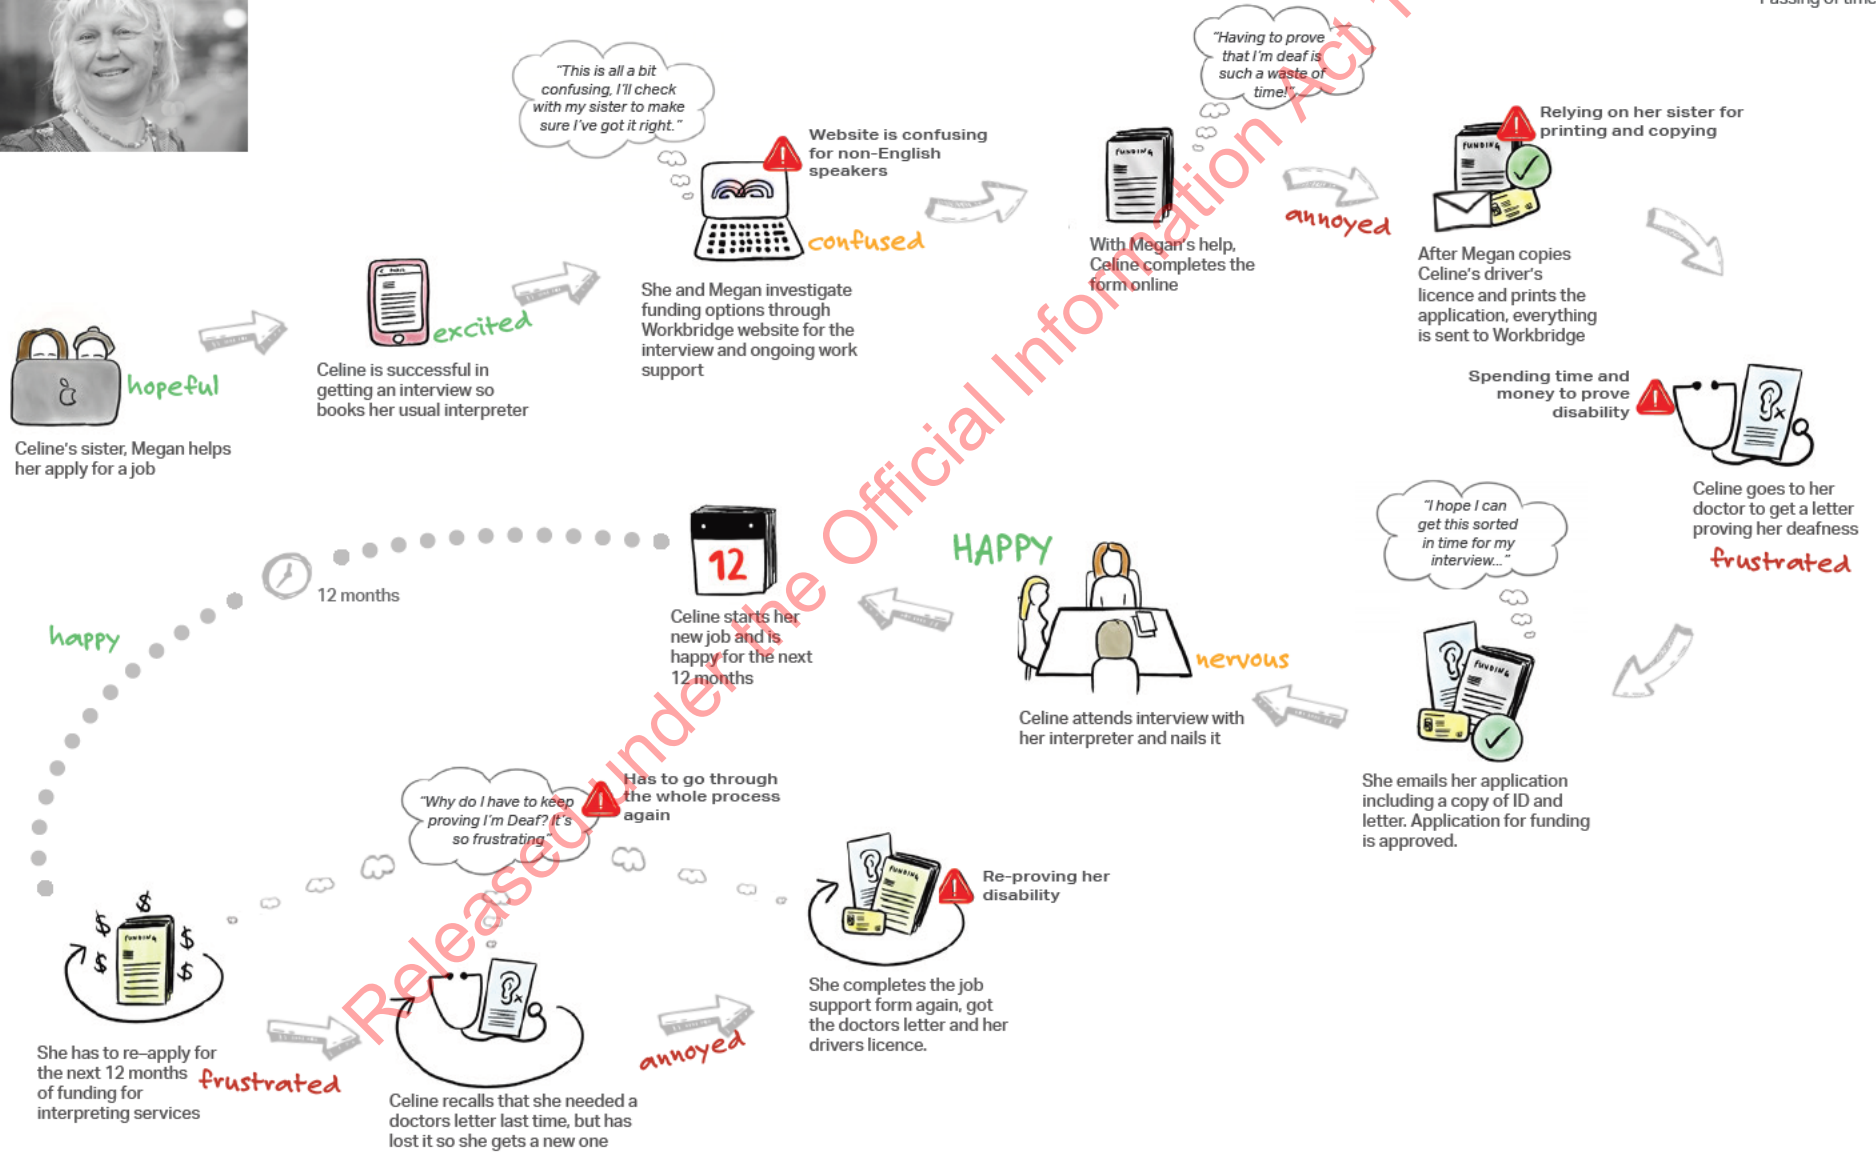 Passing of time
"This is all a bit
confusing, I'll check
with my sister to make
sure I've got it right."
Website is confusing
for non-English
speakers
confused
"Having to prove
that I'm deaf is
such a waste of
time!"
Relying on her sister for
printing and copying
FUNDING
FUNDING
annoyed
With Megan's help,
Celine completes the
form online
After Megan copies
Celine's driver's
licence and prints the
application, everything
is sent to Workbridge
hopeful
Celine's sister, Megan helps
her apply for a job
excited
Celine is successful in
getting an interview so
books her usual interpreter
She and Megan investigate
funding options through
Workbridge website for the
interview and ongoing work
support
Spending time and
money to prove
disability
Celine goes to her
doctor to get a letter
proving her deafness
frustrated
"I hope I can
get this sorted
in time for my
interview..."
FUNDING
She emails her application
including a copy of ID and
letter. Application for funding
is approved.
HAPPY
nervous
Celine attends interview with
her interpreter and nails it
12
Celine starts her
new job and is
happy for the next
12 months
12 months
happy
"Why do I have to keep
proving I'm Deaf? It's
so frustrating"
Has to go through
the whole process
again
$
$
$
$
$
FUNDING
She has to re-apply for
the next 12 months
of funding for
interpreting services
frustrated
Celine recalls that she needed a
doctors letter last time, but has
lost it so she gets a new one
annoyed
FUNDING
Re-proving her
disability
She completes the job
support form again, got
the doctors letter and her
drivers licence.
Released under the Official Information Act 1